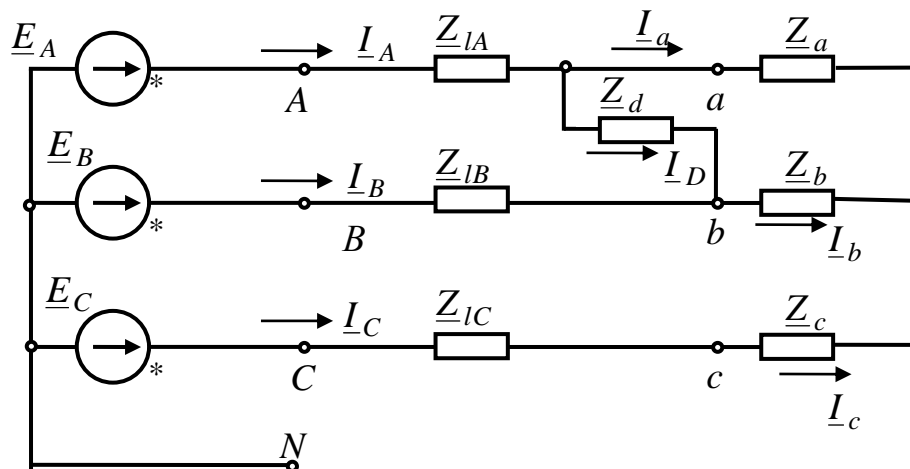 E_A I_A Z_lA I_a Z_a
* A Z_d a
E_B I_B Z_lB I_D Z_b
* B b I_b
E_C I_C Z_lC Z_c
* C c I_c
N